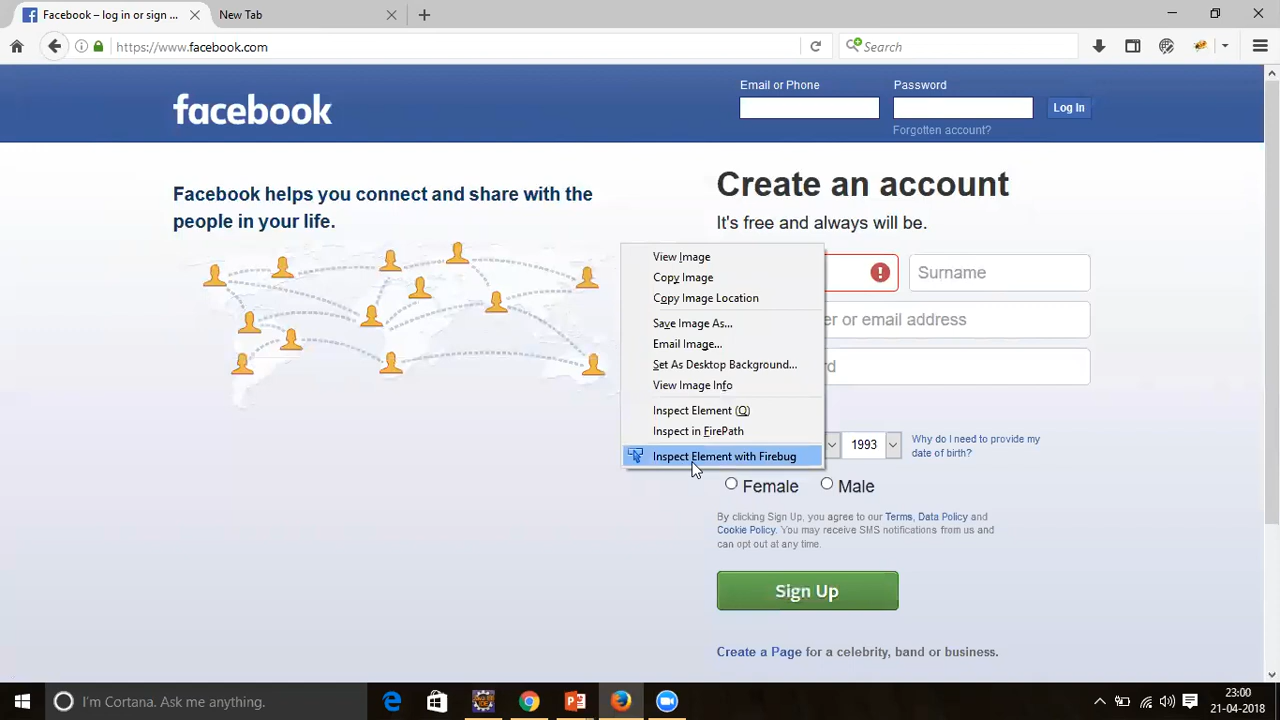 Facebook – log in or sign ...
New Tab
https://www.facebook.com
Search
facebook
Email or Phone
Password
Log In
Forgotten account?
Facebook helps you connect and share with the
people in your life.
Create an account
It's free and always will be.
View Image
Copy Image
Copy Image Location
Save Image As...
Email Image...
Set As Desktop Background...
View Image Info
Inspect Element (Q)
Inspect in FirePath
Inspect Element with Firebug
Surname
er or email address
rd
1993
Why do I need to provide my
date of birth?
Female
Male
By clicking Sign Up, you agree to our Terms, Data Policy and
Cookie Policy. You may receive SMS notifications from us and
can opt out at any time.
Sign Up
Create a Page for a celebrity, band or business.
I'm Cortana. Ask me anything.
23:00
21-04-2018